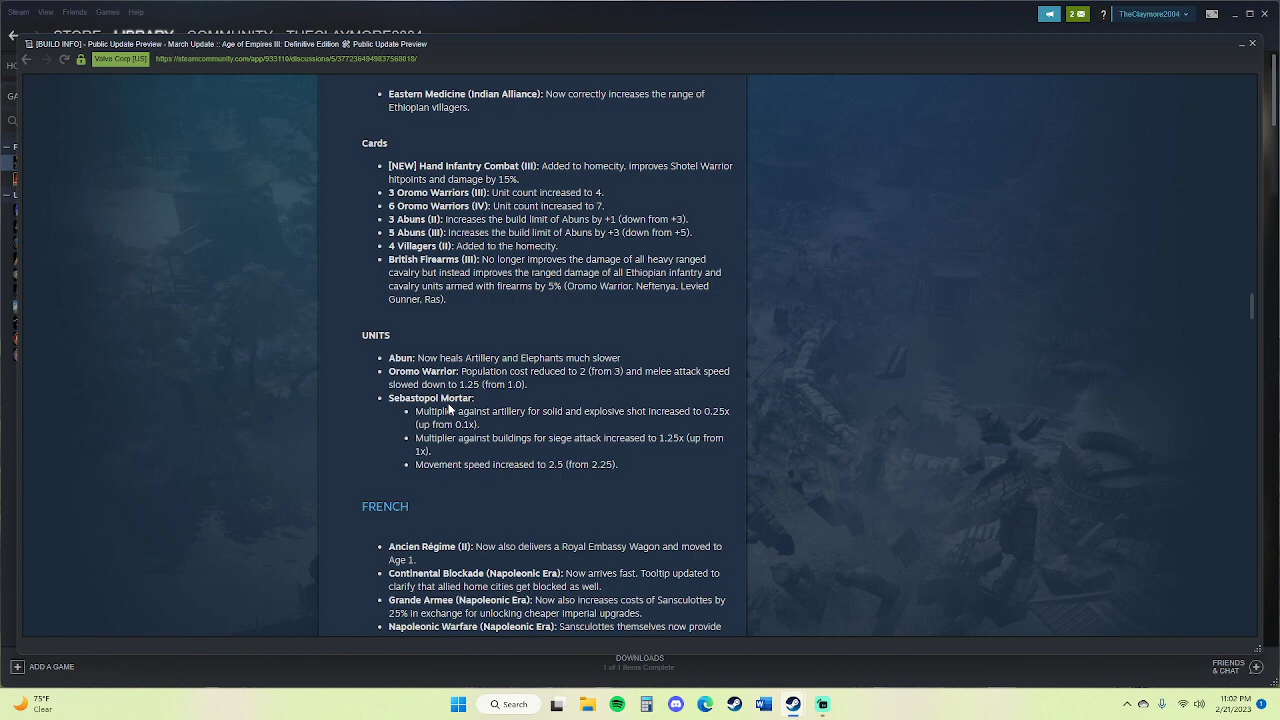 Steam View Friends Games Help
2
?
TheClaymore2004
[BUILD INFO] - Public Update Preview - March Update :: Age of Empires III: Definitive Edition 🛠 Public Update Preview
Valve Corp [US] https://steamcommunity.com/app/933110/discussions/5/3772364949837568018/
Eastern Medicine (Indian Alliance): Now correctly increases the range of
Ethiopian villagers.
Cards
[NEW] Hand Infantry Combat (III): Added to homecity. Improves Shotel Warrior
hitpoints and damage by 15%.
3 Oromo Warriors (III): Unit count increased to 4.
6 Oromo Warriors (IV): Unit count increased to 7.
3 Abuns (II): Increases the build limit of Abuns by +1 (down from +3).
5 Abuns (III): Increases the build limit of Abuns by +3 (down from +5).
4 Villagers (II): Added to the homecity.
British Firearms (III): No longer improves the damage of all heavy ranged
cavalry but instead improves the ranged damage of all Ethiopian infantry and
cavalry units armed with firearms by 5% (Oromo Warrior, Neftenya, Levied
Gunner, Ras).
UNITS
Abun: Now heals Artillery and Elephants much slower
Oromo Warrior: Population cost reduced to 2 (from 3) and melee attack speed
slowed down to 1.25 (from 1.0).
Sebastopol Mortar:
Multiplier against artillery for solid and explosive shot increased to 0.25x
(up from 0.1x).
Multiplier against buildings for siege attack increased to 1.25x (up from
1x).
Movement speed increased to 2.5 (from 2.25).
FRENCH
Ancien Régime (II): Now also delivers a Royal Embassy Wagon and moved to
Age 1.
Continental Blockade (Napoleonic Era): Now arrives fast. Tooltip updated to
clarify that allied home cities get blocked as well.
Grande Armee (Napoleonic Era): Now also increases costs of Sansculottes by
25% in exchange for unlocking cheaper Imperial upgrades.
Napoleonic Warfare (Napoleonic Era): Sansculottes themselves now provide
ADD A GAME
DOWNLOADS
1 of 1 Items Complete
FRIENDS
& CHAT
75°F
Clear
Search
11:02 PM
2/21/2023
1